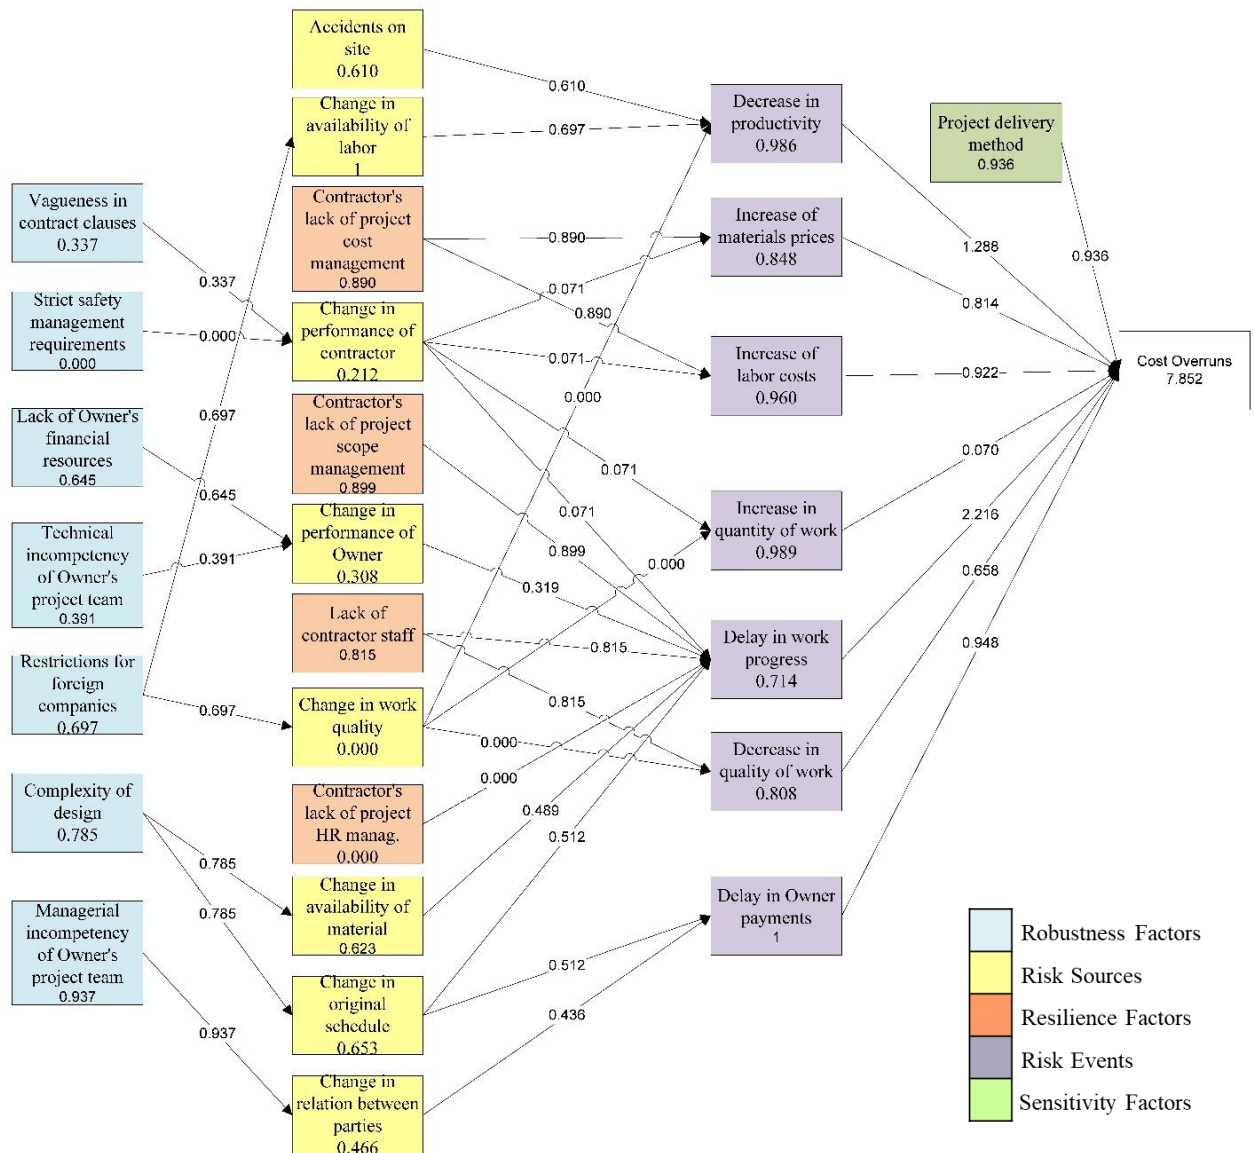 Accidents on
site
0.610
Change in
availability of
labor
1
Contractor's
lack of project
cost
management
0.890
Change in
performance of
contractor
0.212
Contractor's
lack of project
scope
management
0.899
Change in
performance of
Owner
0.308
Lack of
contractor staff
0.815
Change in work
quality
0.000
Contractor's
lack of project
HR manag.
0.000
Change in
availability of
material
0.623
Change in
original
schedule
0.653
Change in
relation between
parties
0.466
Vagueness in
contract clauses
0.337
Strict safety
management
requirements
0.000
Lack of Owner's
financial
resources
0.645
Technical
incompetency
of Owner's
project team
0.391
Restrictions for
foreign
companies
0.697
Complexity of
design
0.785
Managerial
incompetency
of Owner's
project team
0.937
0.337
0.000
0.697
0.645
0.391
0.697
0.785
0.785
0.937
0.610
0.697
0.890
0.071
0.890
0.071
0.000
0.071
0.071
0.899
0.000
0.319
0.815
0.815
0.000
0.000
0.489
0.512
0.512
0.436
Decrease in
productivity
0.986
Increase of
materials prices
0.848
Increase of
labor costs
0.960
Increase in
quantity of work
0.989
Delay in work
progress
0.714
Decrease in
quality of work
0.808
Delay in Owner
payments
1
Project delivery
method
0.936
1.288
0.936
0.814
0.922
0.070
2.216
0.658
0.948
Cost Overruns
7.852
Robustness Factors
Risk Sources
Resilience Factors
Risk Events
Sensitivity Factors